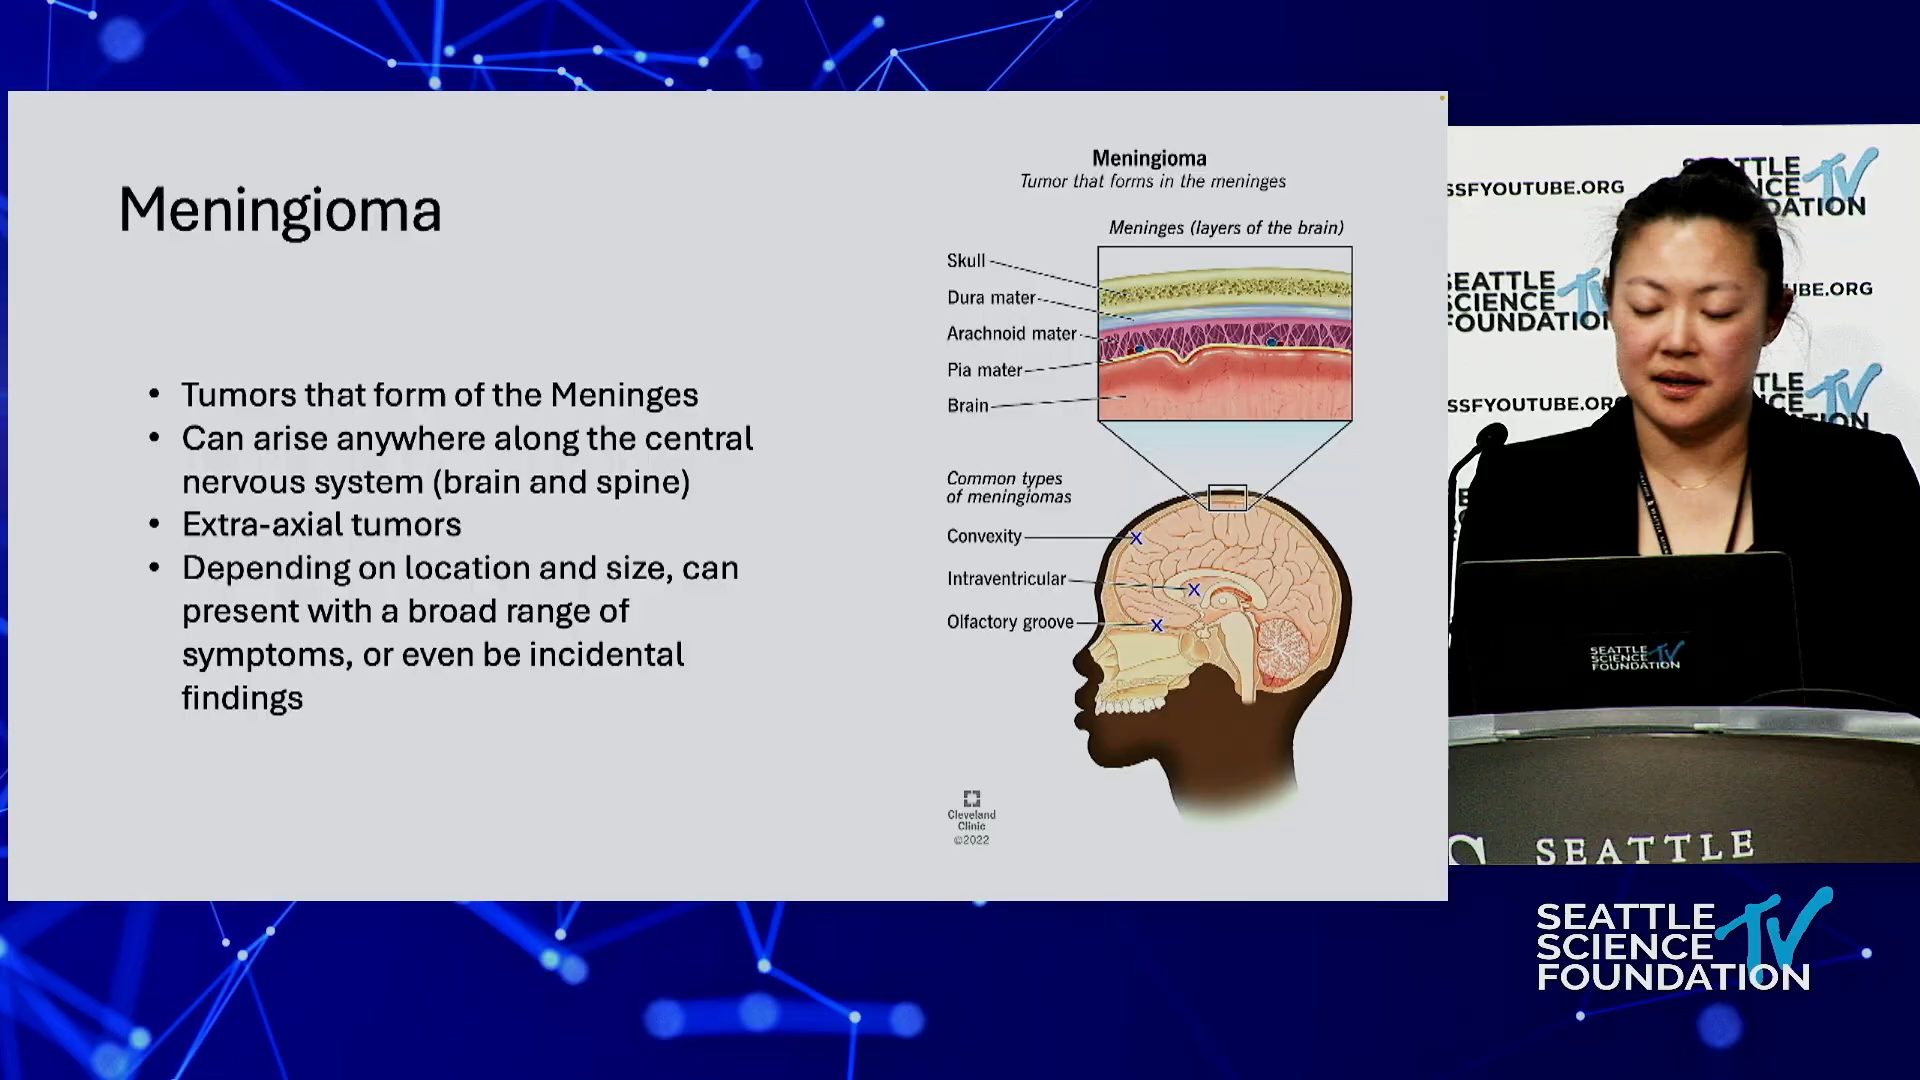 Meningioma
• Tumors that form of the Meninges
• Can arise anywhere along the central
nervous system (brain and spine)
• Extra-axial tumors
• Depending on location and size, can
present with a broad range of
symptoms, or even be incidental
findings
Meningioma
Tumor that forms in the meninges
Meninges (layers of the brain)
Skull
Dura mater
Arachnoid mater
Pia mater
Brain
Common types
of meningiomas
Convexity
Intraventricular
Olfactory groove
X
X
X
Cleveland
Clinic
©2022
SSFYOUTUBE.ORG
SEATTLE
SCIENCE
FOUNDATION
TV
SSFYOUTUBE.ORG
SEATTLE
SCIENCE TV
FOUNDATION
SEATTLE
SEATTLE
SCIENCE TV
FOUNDATION